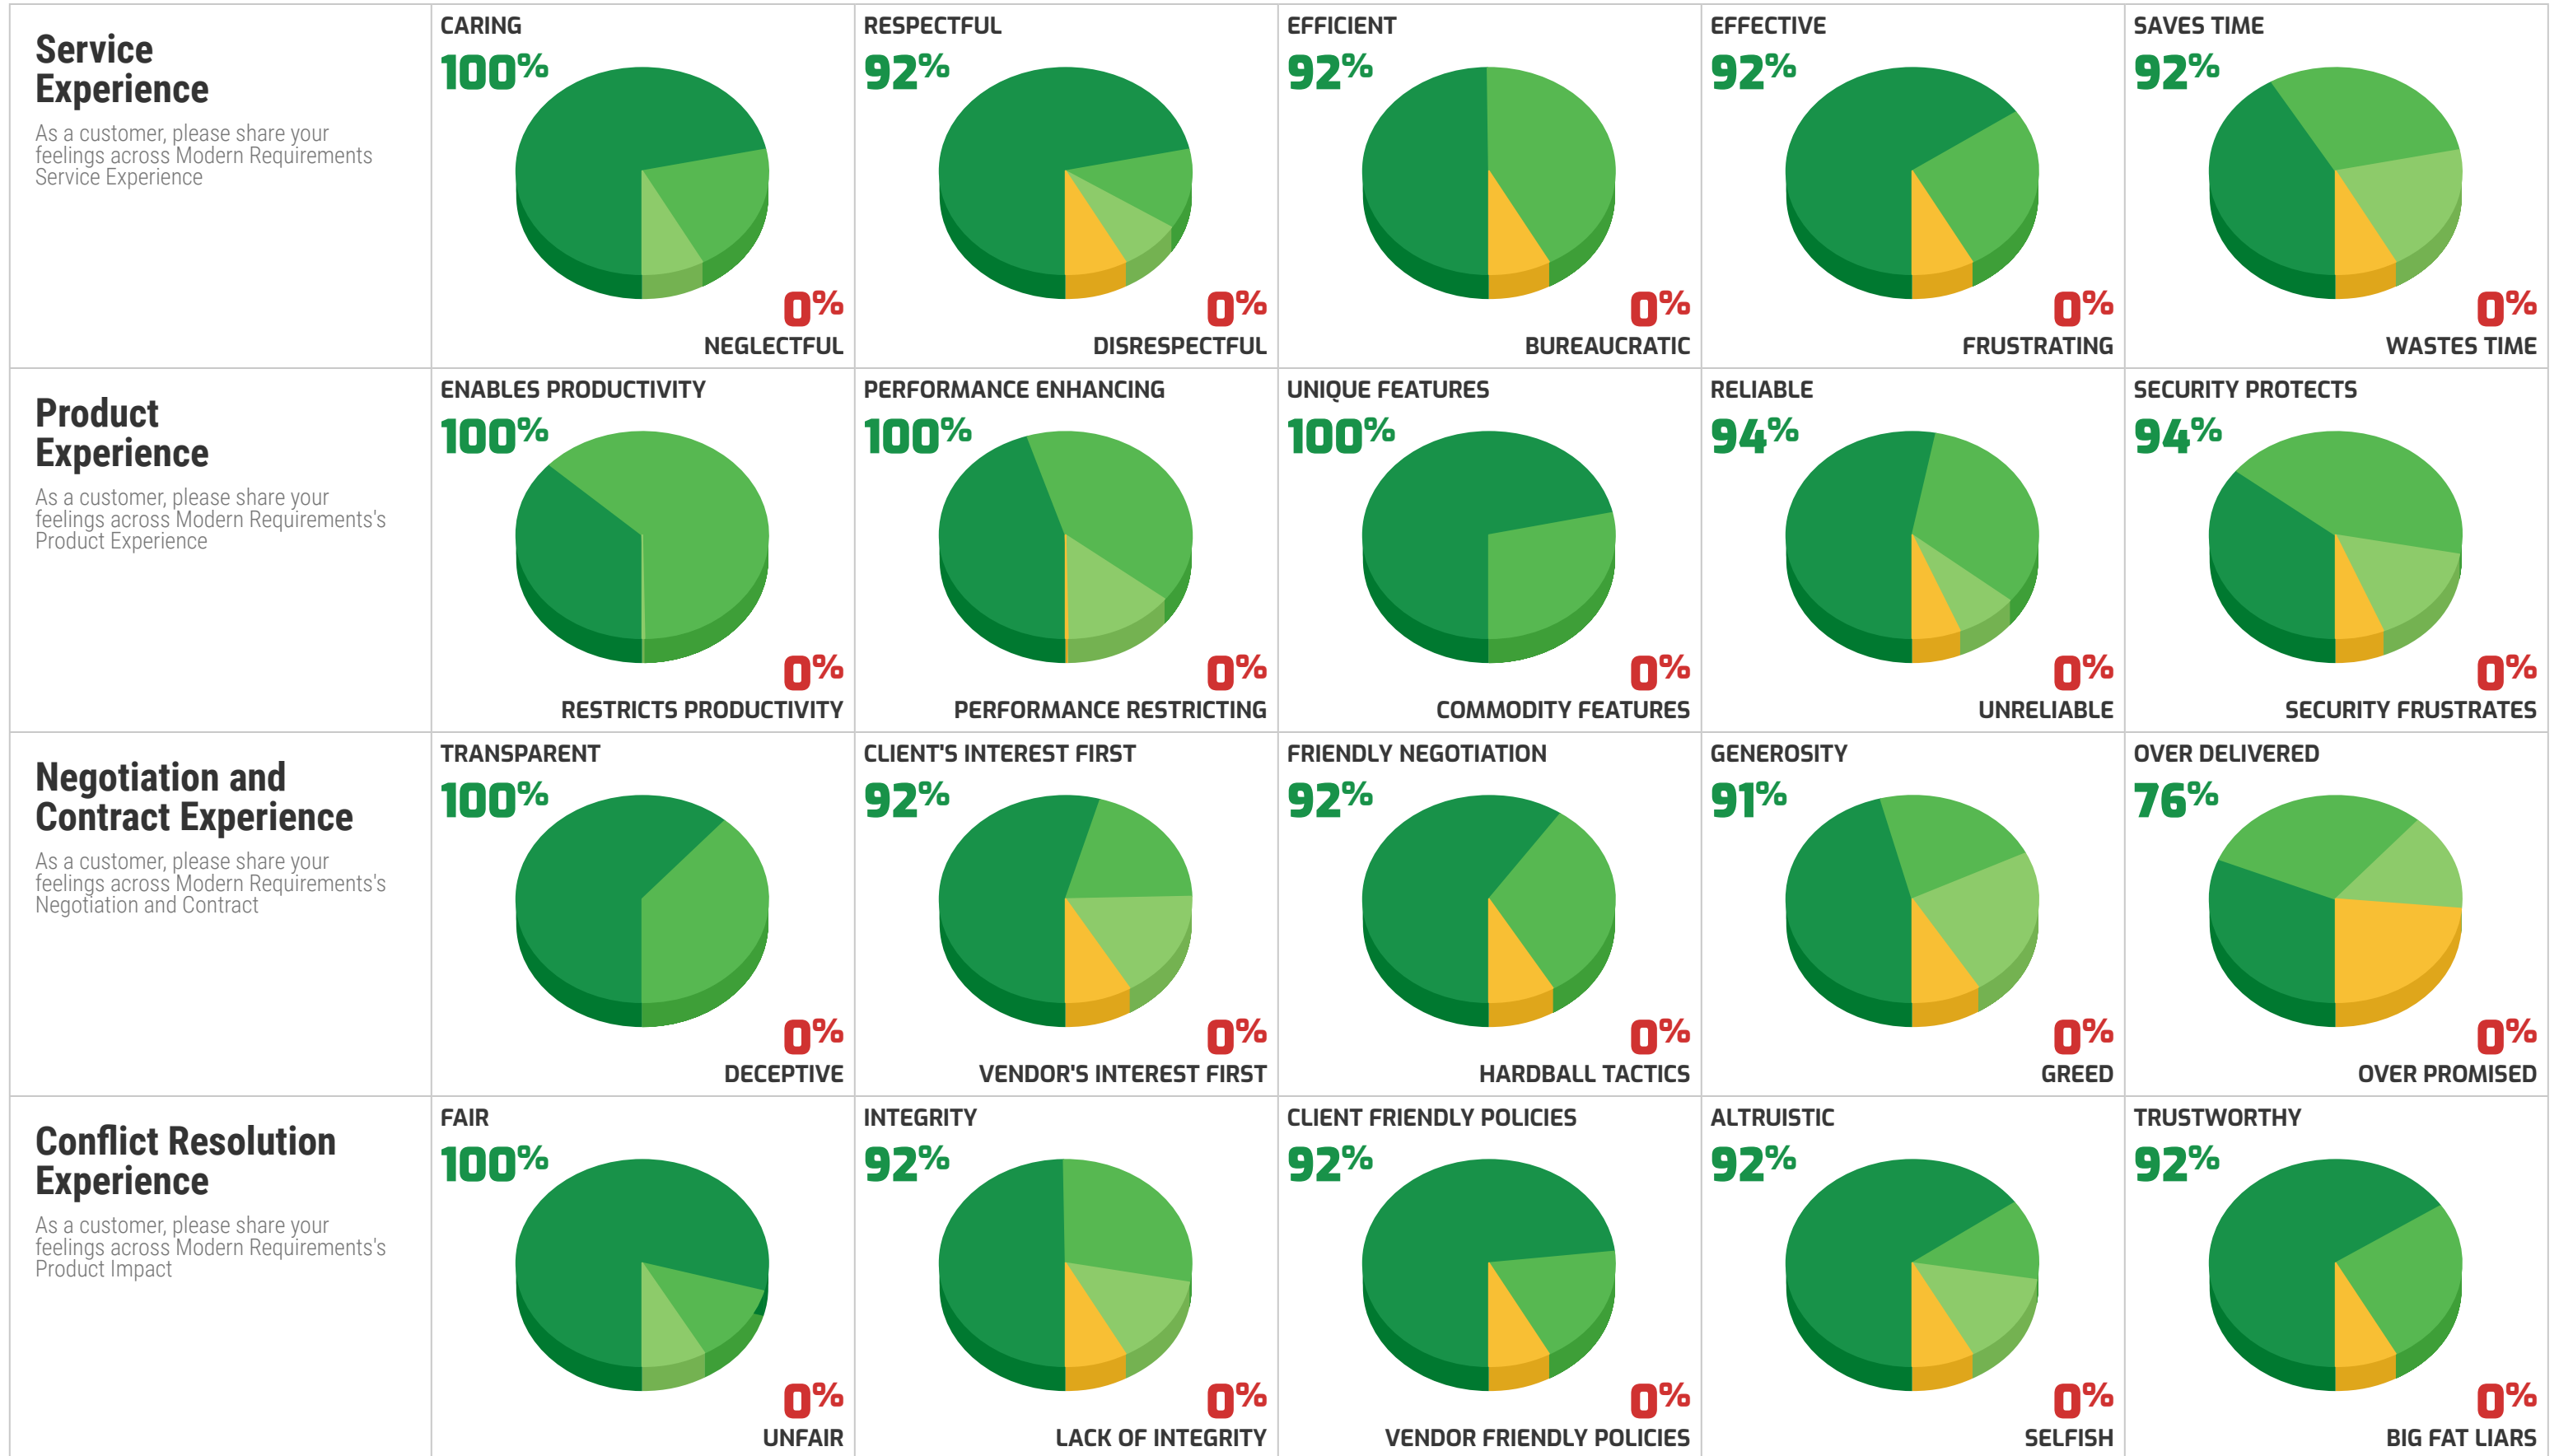 Service
Experience
As a customer, please share your
feelings across Modern Requirements
Service Experience
CARING
100%
0%
NEGLECTFUL
RESPECTFUL
92%
0%
DISRESPECTFUL
EFFICIENT
92%
0%
BUREAUCRATIC
EFFECTIVE
92%
0%
FRUSTRATING
SAVES TIME
92%
0%
WASTES TIME
Product
Experience
As a customer, please share your
feelings across Modern Requirements's
Product Experience
ENABLES PRODUCTIVITY
100%
0%
RESTRICTS PRODUCTIVITY
PERFORMANCE ENHANCING
100%
0%
PERFORMANCE RESTRICTING
UNIQUE FEATURES
100%
0%
COMMODITY FEATURES
RELIABLE
94%
0%
UNRELIABLE
SECURITY PROTECTS
94%
0%
SECURITY FRUSTRATES
Negotiation and
Contract Experience
As a customer, please share your
feelings across Modern Requirements's
Negotiation and Contract
TRANSPARENT
100%
0%
DECEPTIVE
CLIENT'S INTEREST FIRST
92%
0%
VENDOR'S INTEREST FIRST
FRIENDLY NEGOTIATION
92%
0%
HARDBALL TACTICS
GENEROSITY
91%
0%
GREED
OVER DELIVERED
76%
0%
OVER PROMISED
Conflict Resolution
Experience
As a customer, please share your
feelings across Modern Requirements's
Product Impact
FAIR
100%
0%
UNFAIR
INTEGRITY
92%
0%
LACK OF INTEGRITY
CLIENT FRIENDLY POLICIES
92%
0%
VENDOR FRIENDLY POLICIES
ALTRUISTIC
92%
0%
SELFISH
TRUSTWORTHY
92%
0%
BIG FAT LIARS